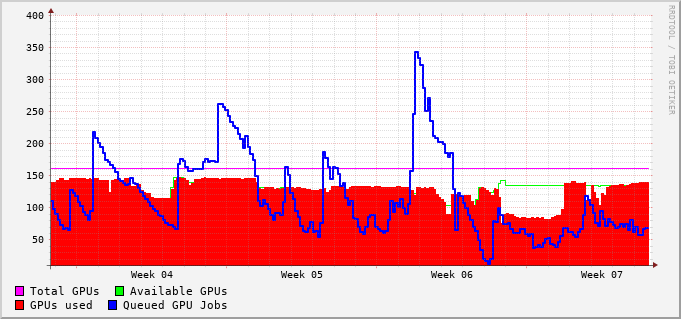 400
350
300
250
200
150
100
50
Week 04 Week 05 Week 06 Week 07
Total GPUs Available GPUs
GPUs used Queued GPU Jobs
RRDTOOL / TOBI OETIKER